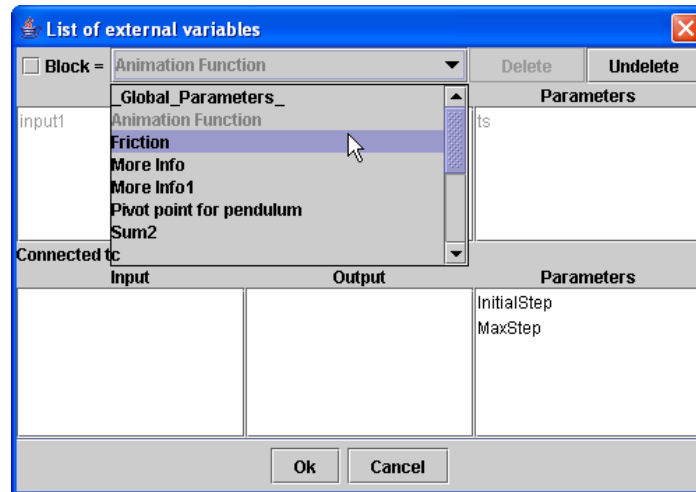 List of external variables
Block = Animation Function Delete Undelete
_Global_Parameters_ Parameters
input1 Animation Function ts
Friction
More Info
More Info1
Pivot point for pendulum
Sum2
Connected tc
Input Output Parameters
InitialStep
MaxStep
Ok Cancel